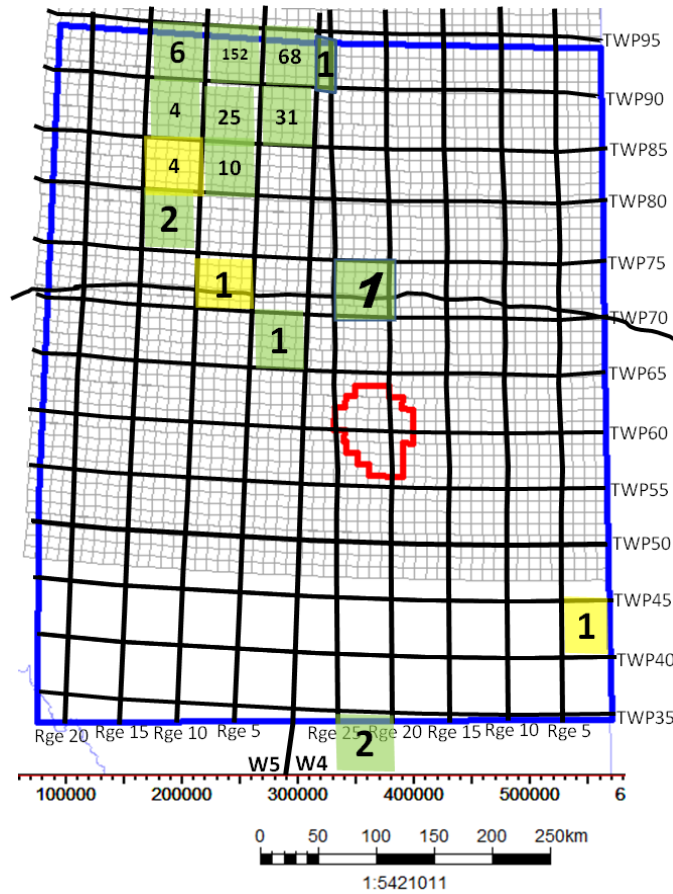 TWP95
6 152 68 1
TWP90
4 25 31
TWP85
4 10
TWP80
2
TWP75
1 1
TWP70
1
TWP65
TWP60
TWP55
TWP50
TWP45
1
TWP40
TWP35
Rge 20 Rge 15 Rge 10 Rge 5 Rge 25 Rge 20 Rge 15 Rge 10 Rge 5
2
W5 W4
100000 200000 300000 400000 500000 6
0 50 100 150 200 250km
1:5421011